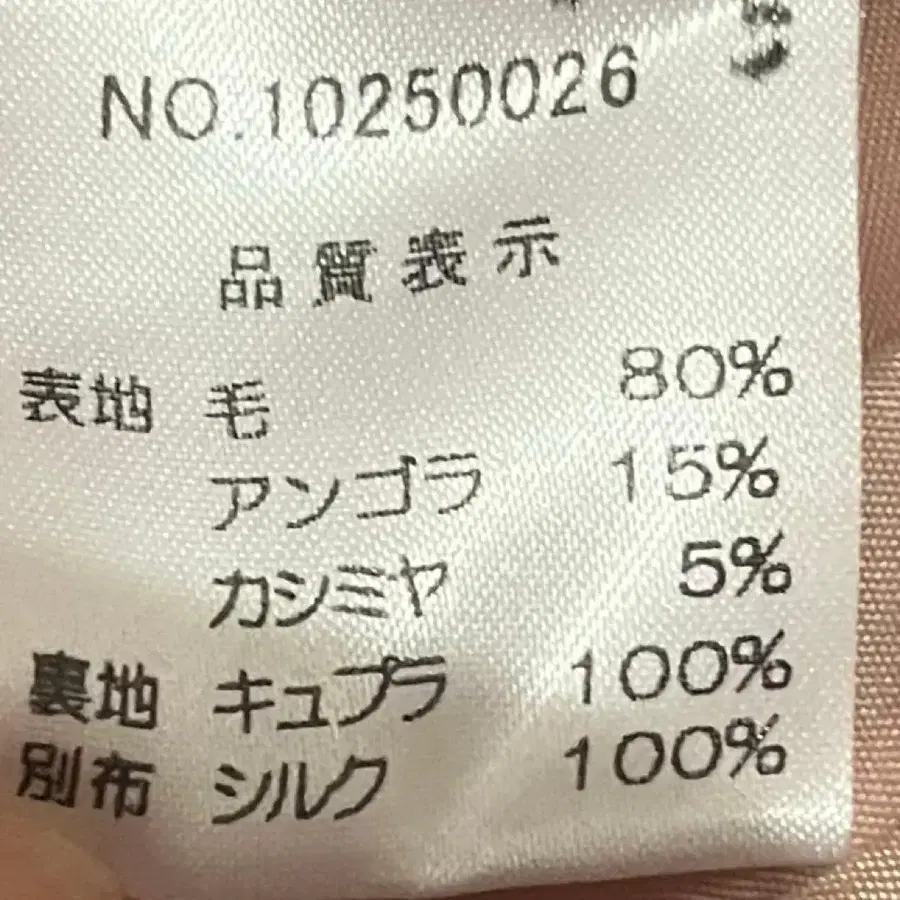 NO.10250026
品質表示
表地 毛 80%
アンゴラ 15%
カシミヤ 5%
裏地 キュプラ 100%
別布 シルク 100%